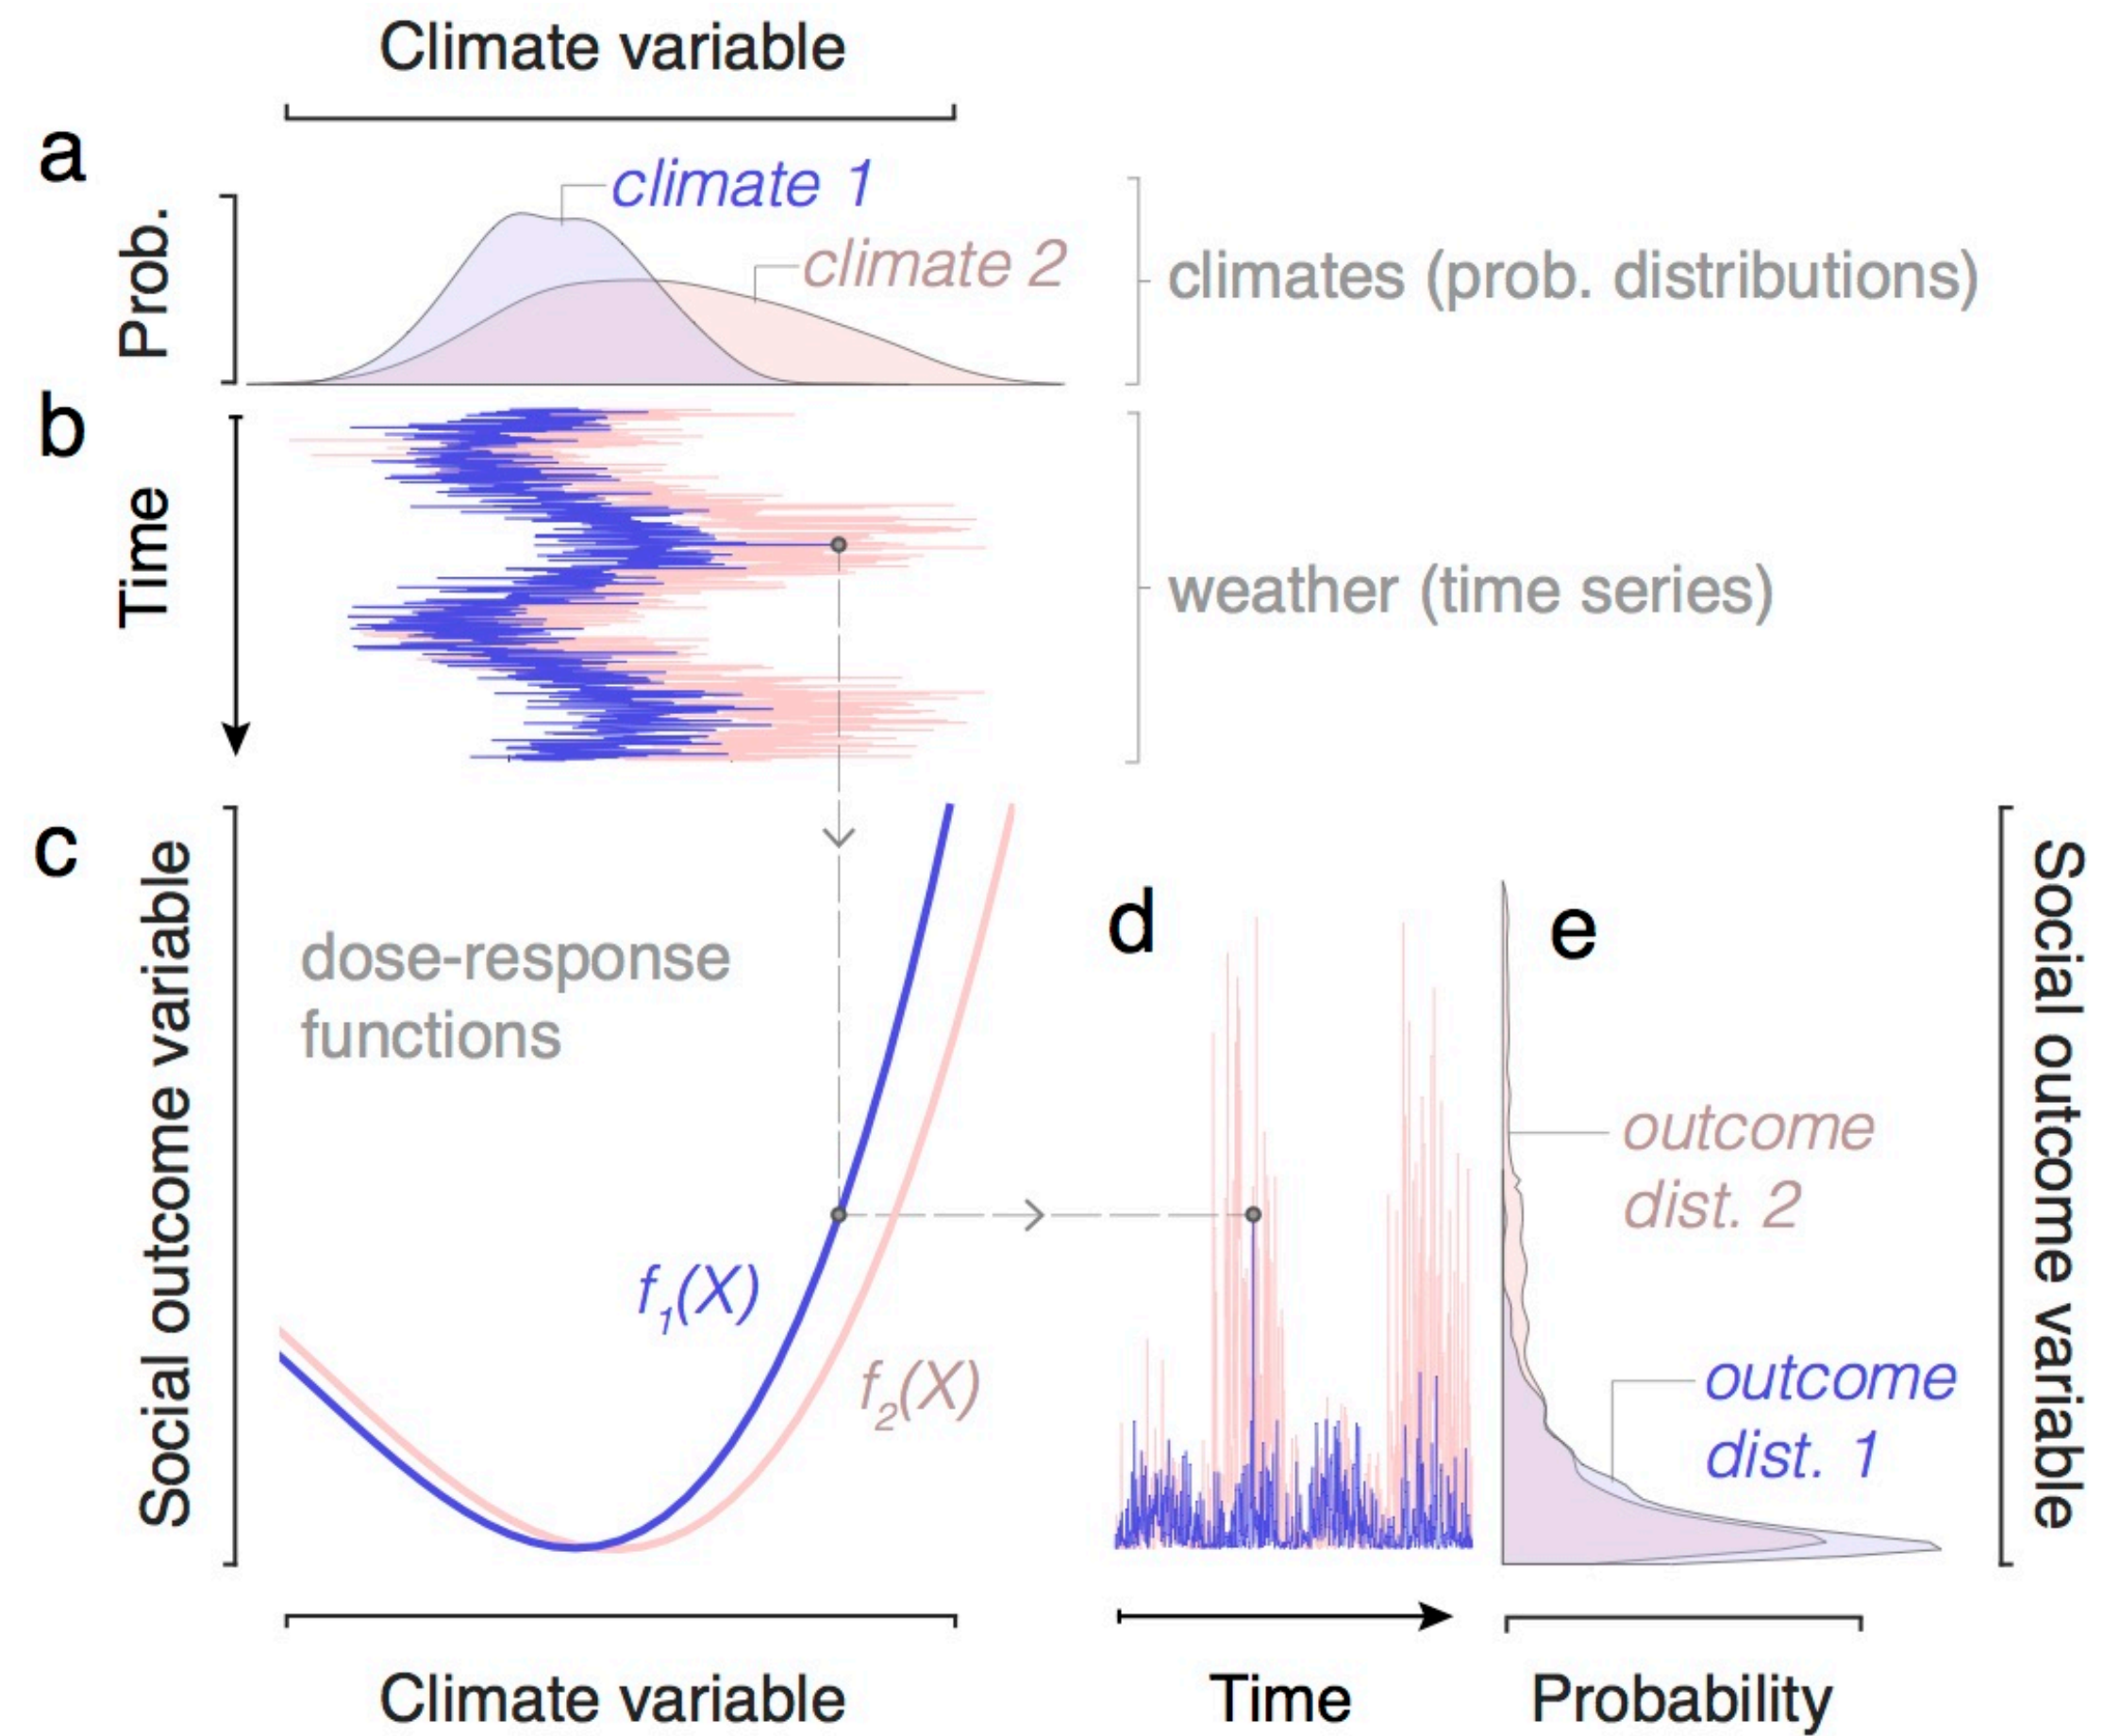 Climate variable
a
Prob.
climate 1
climate 2
climates (prob. distributions)
b
Time
weather (time series)
c
Social outcome variable
dose-response
functions
f1(X)
f2(X)
d
e
outcome
dist. 2
outcome
dist. 1
Social outcome variable
Climate variable
Time
Probability